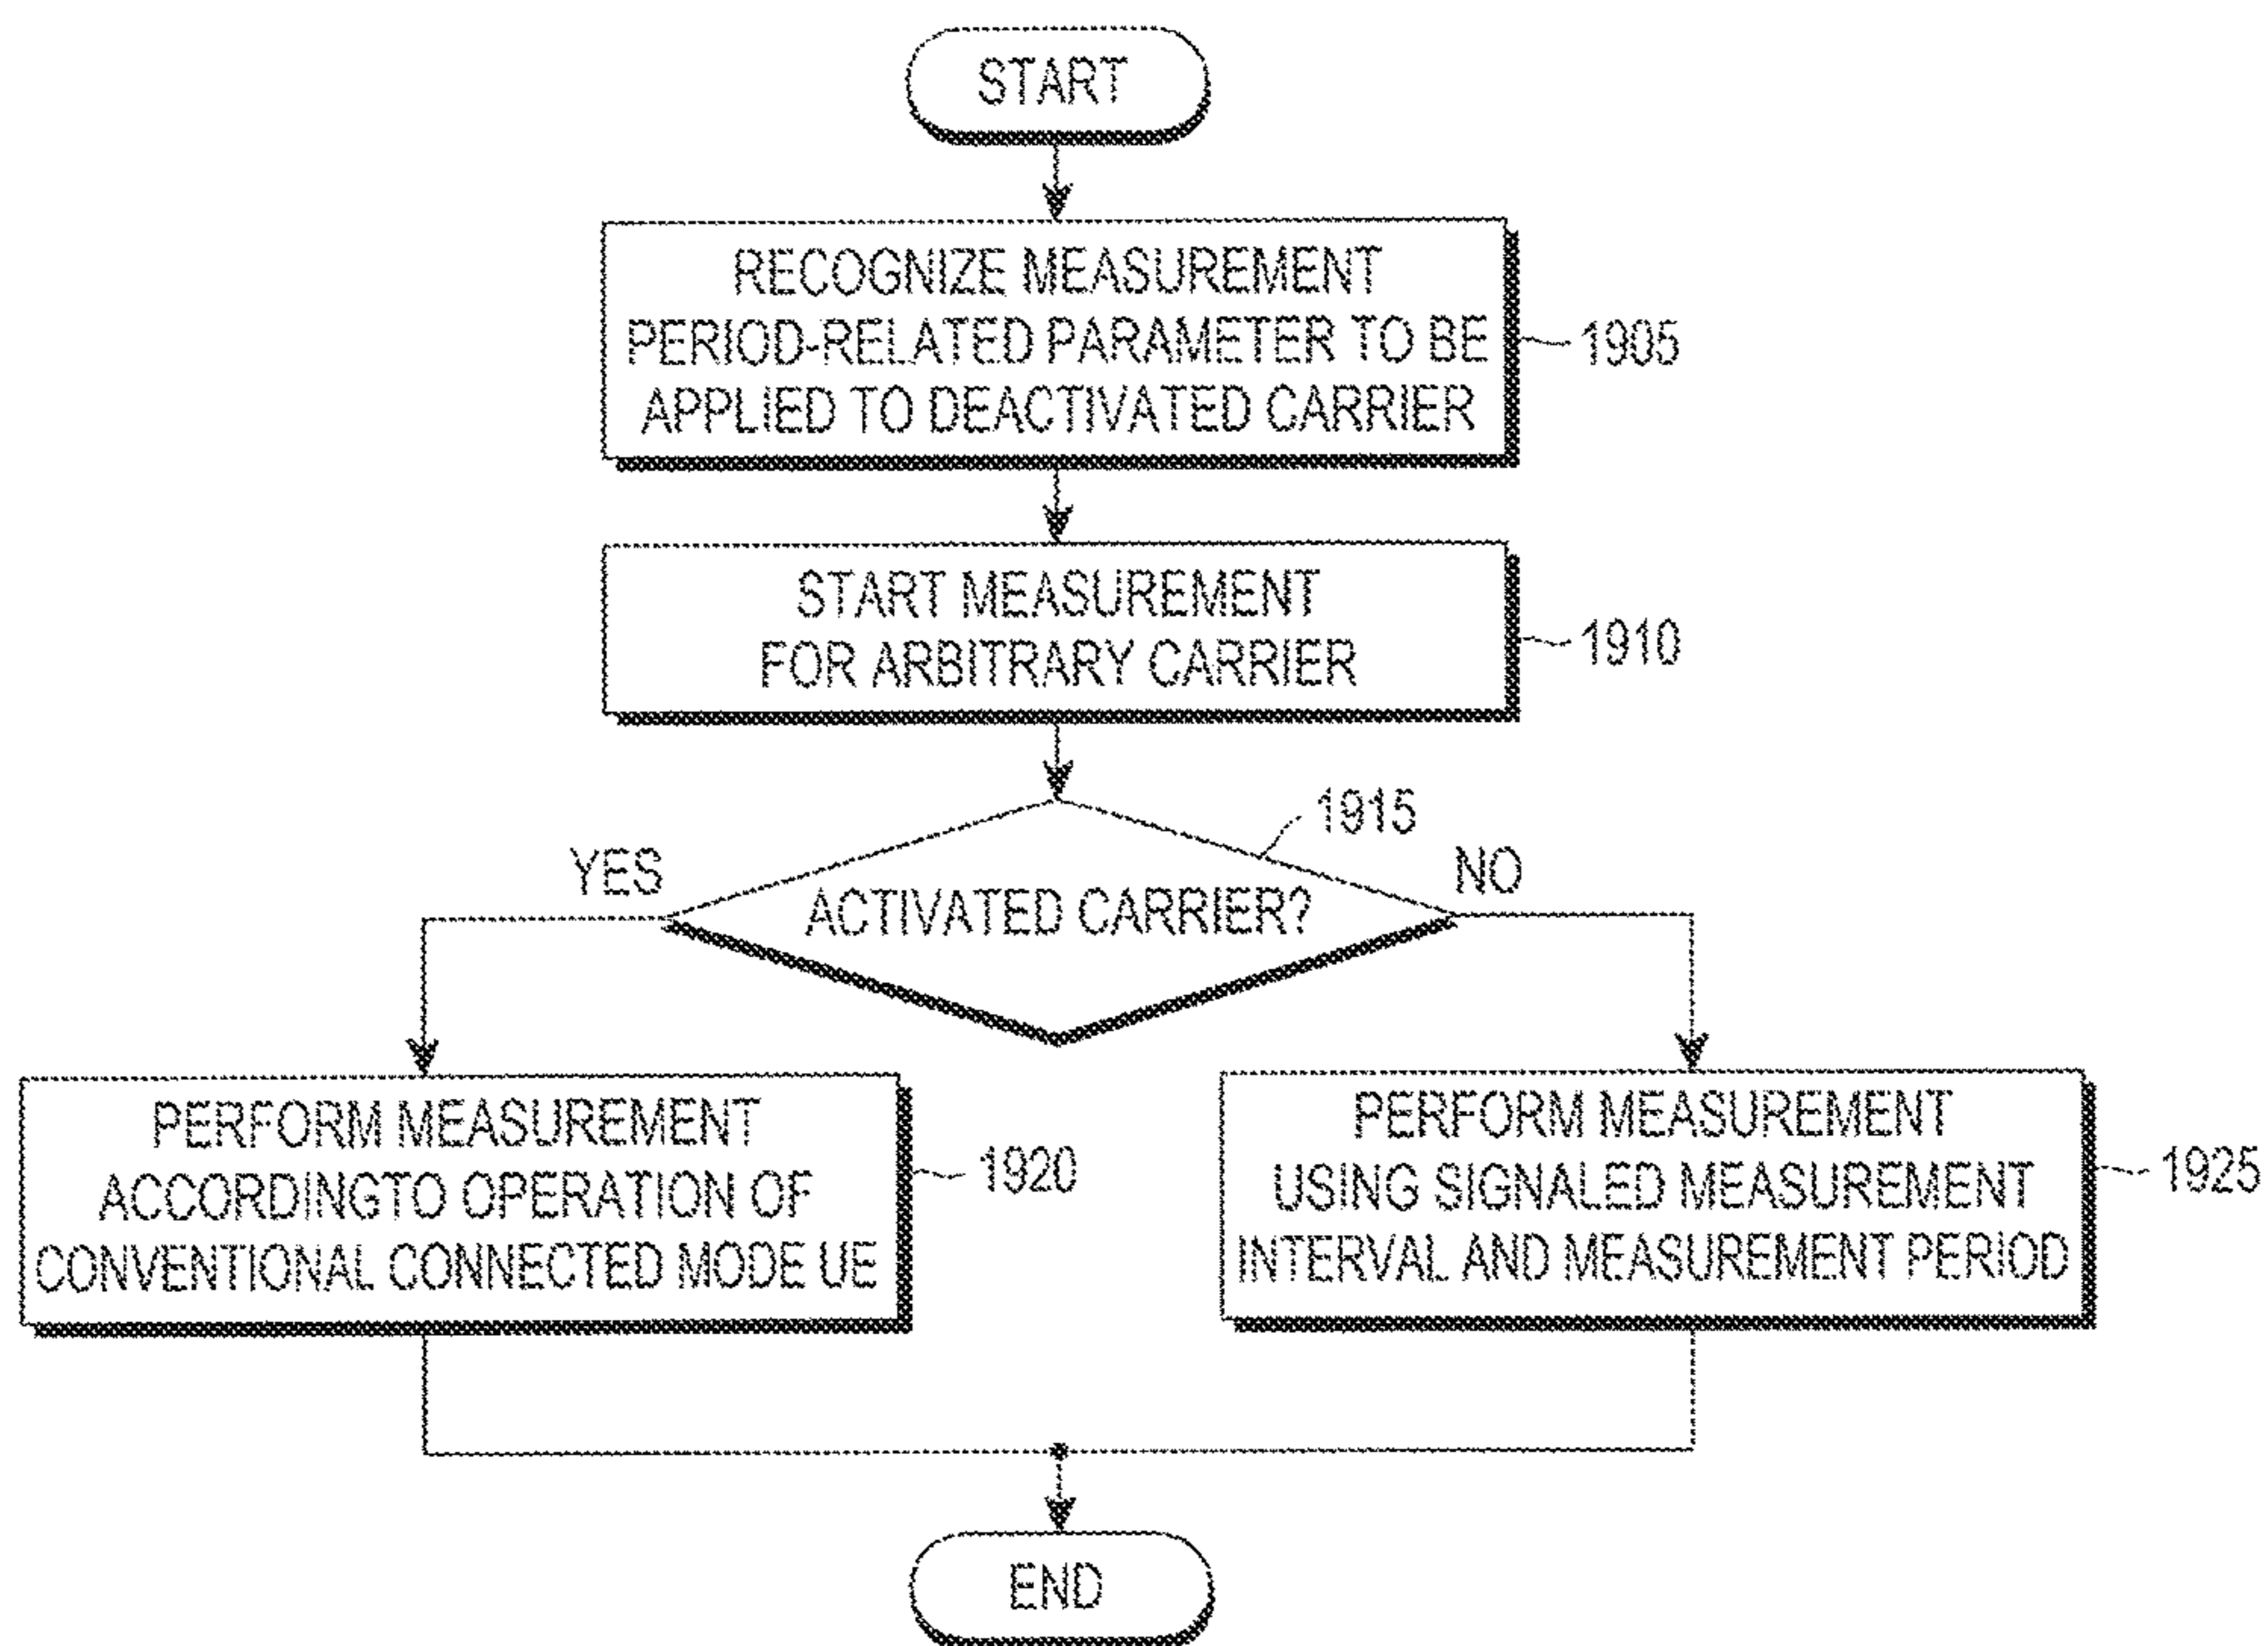 START
RECOGNIZE MEASUREMENT
PERIOD-RELATED PARAMETER TO BE
APPLIED TO DEACTIVATED CARRIER
1905
START MEASUREMENT
FOR ARBITRARY CARRIER
1910
1915
YES
ACTIVATED CARRIER?
NO
PERFORM MEASUREMENT
ACCORDINGTO OPERATION OF
CONVENTIONAL CONNECTED MODE UE
1920
PERFORM MEASUREMENT
USING SIGNALED MEASUREMENT
INTERVAL AND MEASUREMENT PERIOD
1925
END